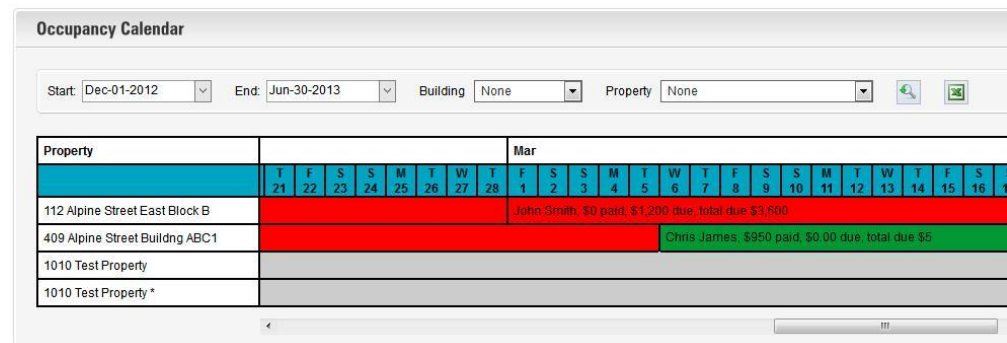 Occupancy Calendar
Start: Dec-01-2012 End: Jun-30-2013 Building None Property None
Property Mar
T F S S M T W T F S S M T W T F S S M T W T F S
21 22 23 24 25 26 27 28 1 2 3 4 5 6 7 8 9 10 11 12 13 14 15 16
112 Alpine Street East Block B John Smith, $0 paid, $1,200 due, total due $3,600
409 Alpine Street Buildng ABC1 Chris James, $950 paid, $0.00 due, total due $5
1010 Test Property
1010 Test Property *